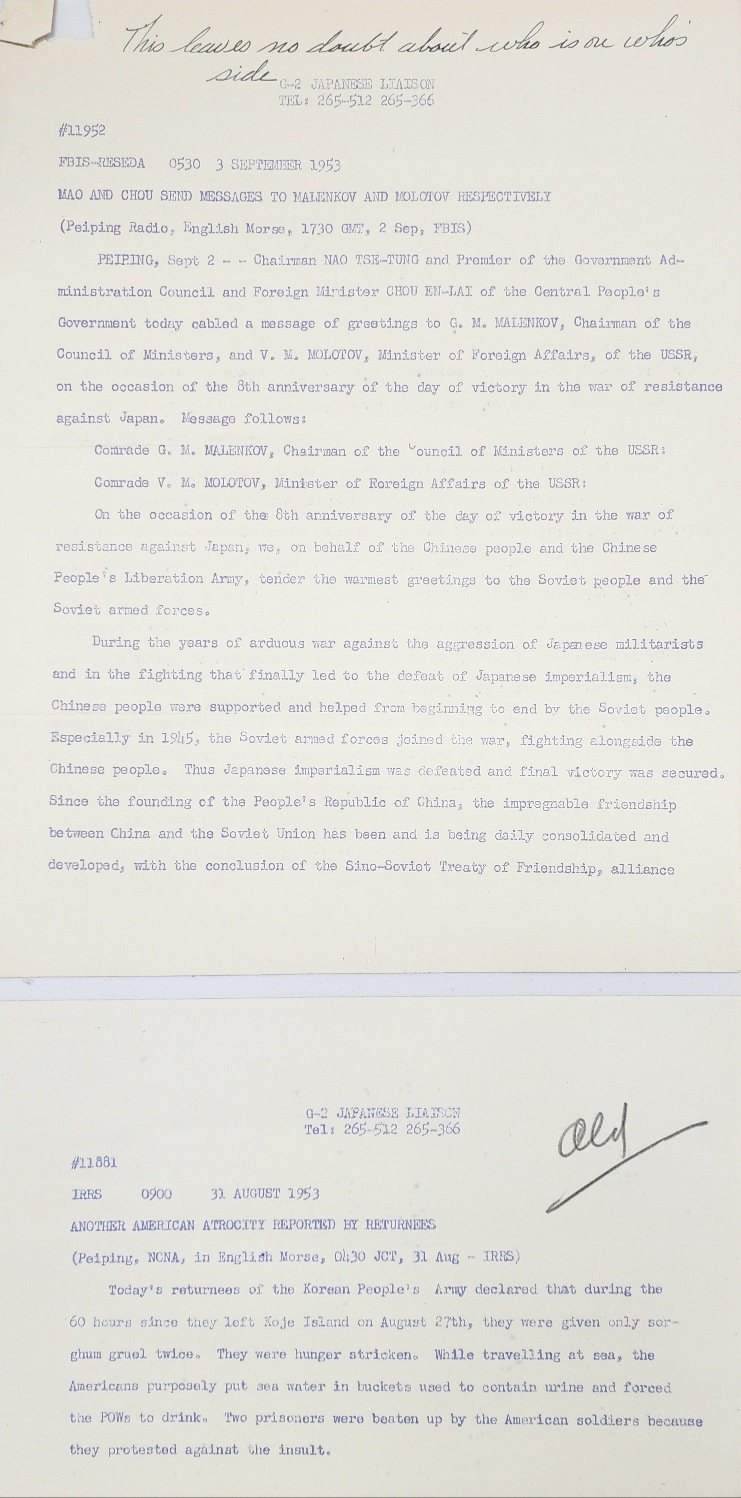 This leaves no doubt about who is on who's
side
G-2 JAPANESE LIAISON
TEL: 265-512 265-366
#11952
FBIS-RESEDA 0530 3 SEPTEMBER 1953
MAO AND CHOU SEND MESSAGES TO MALENKOV AND MOLOTOV RESPECTIVELY
(Peiping Radio, English Morse, 1730 GMT, 2 Sep, FBIS)
PEIPING, Sept 2 - - Chairman NAO TSE-TUNG and Premier of the Government Ad-
ministration Council and Foreign Minister CHOU EN-LAI of the Central People's
Government today cabled a message of greetings to G. M. MALENKOV, Chairman of the
Council of Ministers, and V. M. MOLOTOV, Minister of Foreign Affairs, of the USSR,
on the occasion of the 8th anniversary of the day of victory in the war of resistance
against Japan. Message follows:
Comrade G. M. MALENKOV, Chairman of the Council of Ministers of the USSR:
Comrade V. M. MOLOTOV, Minister of Foreign Affairs of the USSR:
On the occasion of the 8th anniversary of the day of victory in the war of
resistance against Japan, we, on behalf of the Chinese people and the Chinese
People's Liberation Army, tender the warmest greetings to the Soviet people and the
Soviet armed forces.
During the years of arduous war against the aggression of Japanese militarists
and in the fighting that finally led to the defeat of Japanese imperialism, the
Chinese people were supported and helped from beginning to end by the Soviet people.
Especially in 1945, the Soviet armed forces joined the war, fighting alongside the
Chinese people. Thus Japanese imperialism was defeated and final victory was secured.
Since the founding of the People's Republic of China, the impregnable friendship
between China and the Soviet Union has been and is being daily consolidated and
developed, with the conclusion of the Sino-Soviet Treaty of Friendship, alliance
G-2 JAPANESE LIAISON
Tel: 265-512 265-366
Old
#11881
IRRS 0900 31 AUGUST 1953
ANOTHER AMERICAN ATROCITY REPORTED BY RETURNEES
(Peiping, NCNA, in English Morse, 0430 JCT, 31 Aug - IRRS)
Today's returnees of the Korean People's Army declared that during the
60 hours since they left Koje Island on August 27th, they were given only sor-
ghum gruel twice. They were hunger stricken. While travelling at sea, the
Americans purposely put sea water in buckets used to contain urine and forced
the POWs to drink. Two prisoners were beaten up by the American soldiers because
they protested against the insult.